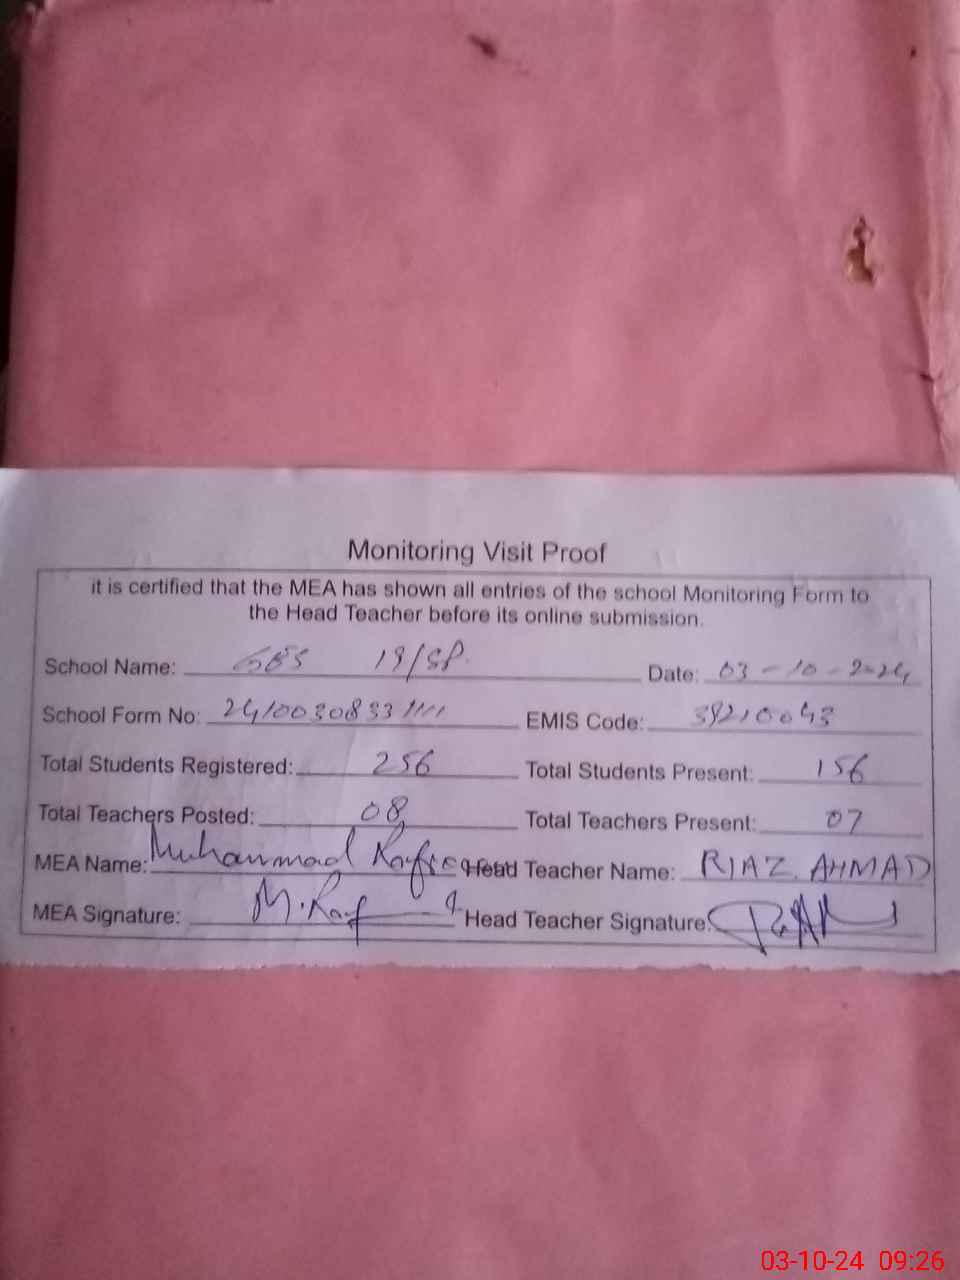 Monitoring Visit Proof
it is certified that the MEA has shown all entries of the school Monitoring Form to
the Head Teacher before its online submission.
School Name: GES 19/SP. Date: 03-10-2024
School Form No: 24100308331111 EMIS Code: 39210043
Total Students Registered: 256 Total Students Present: 156
Total Teachers Posted: 08 Total Teachers Present: 07
MEA Name: Muhammad Head Teacher Name: RIAZ AHMAD
MEA Signature: M. Head Teacher Signature:
03-10-24 09:26